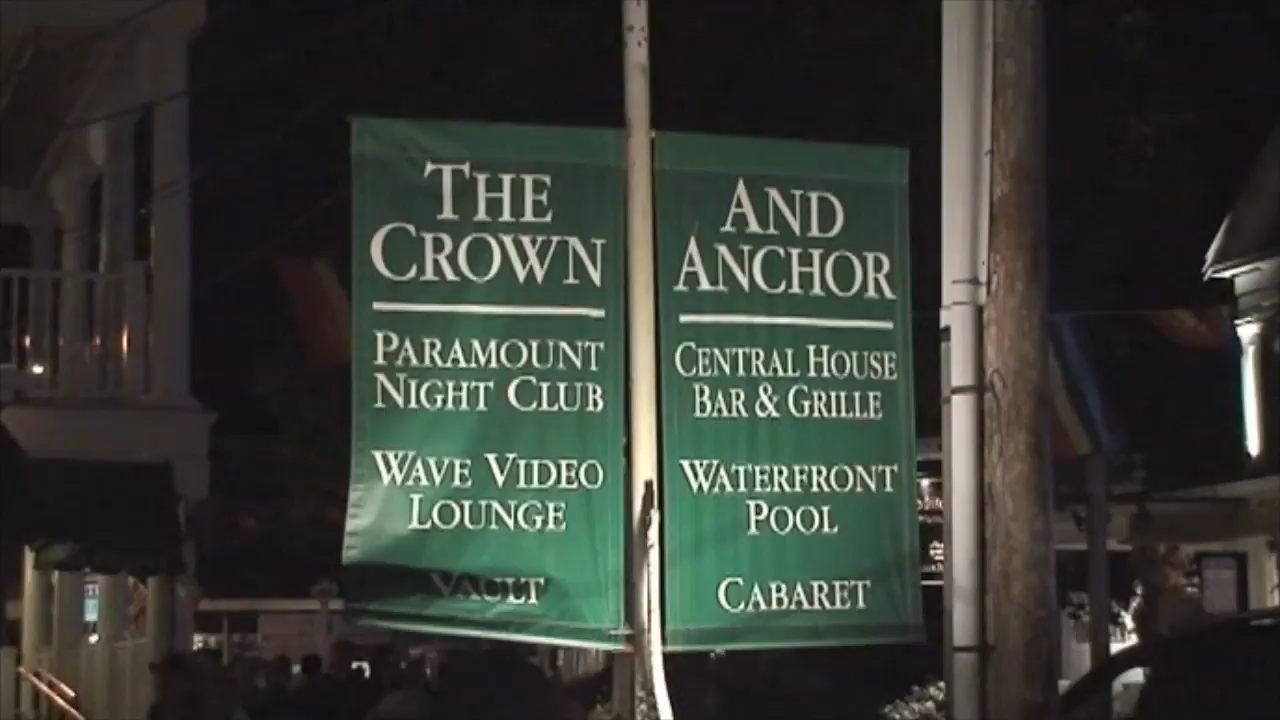 THE
CROWN
PARAMOUNT
NIGHT CLUB
WAVE VIDEO
LOUNGE
VAULT
AND
ANCHOR
CENTRAL HOUSE
BAR & GRILLE
WATERFRONT
POOL
CABARET